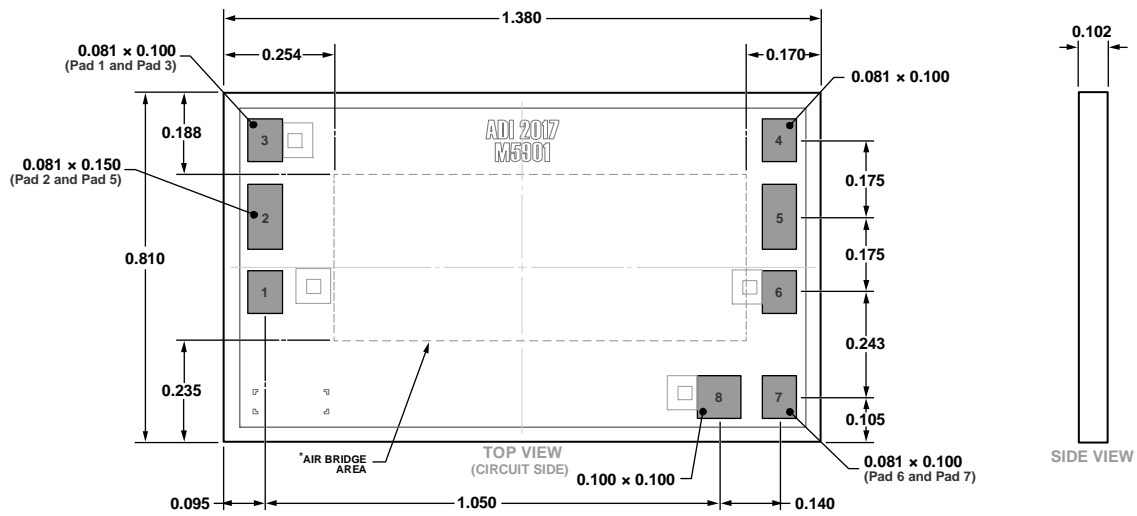 1.380
0.102
0.254
0.170
0.081 × 0.100
(Pad 1 and Pad 3)
0.081 × 0.100
0.188
ADI 2017
M5901
3
4
0.081 × 0.150
(Pad 2 and Pad 5)
0.175
2
5
0.810
0.175
1
6
0.243
0.235
8
7
0.105
*AIR BRIDGE
AREA
TOP VIEW
(CIRCUIT SIDE)
0.100 × 0.100
0.081 × 0.100
(Pad 6 and Pad 7)
SIDE VIEW
0.095
1.050
0.140